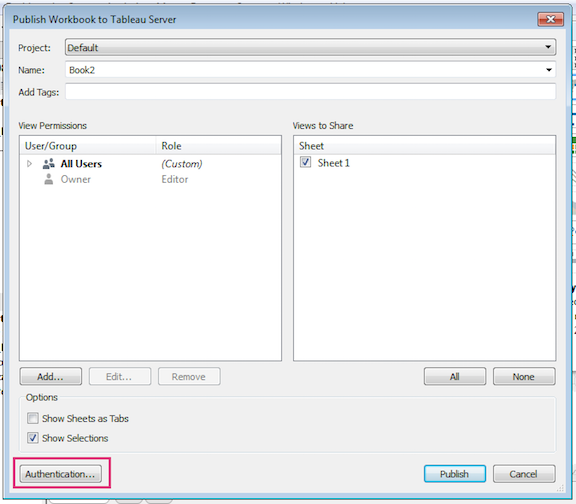 Publish Workbook to Tableau Server
Project: Default
Name: Book2
Add Tags:
View Permissions
User/Group Role
All Users (Custom)
Owner Editor
Add... Edit... Remove
Views to Share
Sheet
Sheet 1
All None
Options
Show Sheets as Tabs
Show Selections
Authentication... Publish Cancel